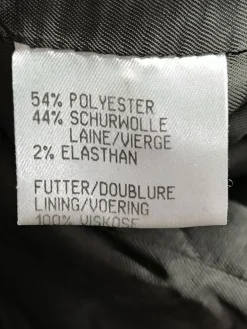 54% POLYESTER
44% SCHURWOLLE
LAINE/VIERGE
2% ELASTHAN
FUTTER/DOUBLURE
LINING/VOERING
100% VISKOSE